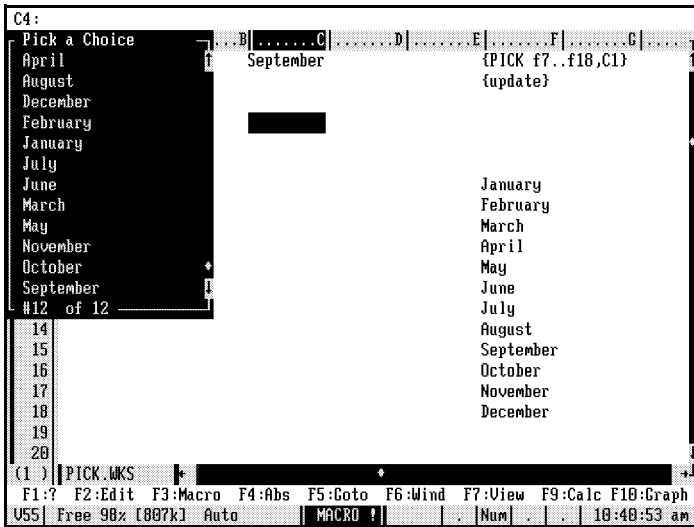 C4:
Pick a Choice
...B ........C ........D ........E ........F ........G ....
April September {PICK f7..f18,C1}
August {update}
December
February
January
July
June January
March February
May March
November April
October May
September June
#12 of 12 July
14 August
15 September
16 October
17 November
18 December
19
20
(1 ) PICK.WKS
F1:? F2:Edit F3:Macro F4:Abs F5:Goto F6:Wind F7:View F9:Calc F10:Graph
V55 Free 98% [807k] Auto MACRO ! . Num . . 10:40:53 am